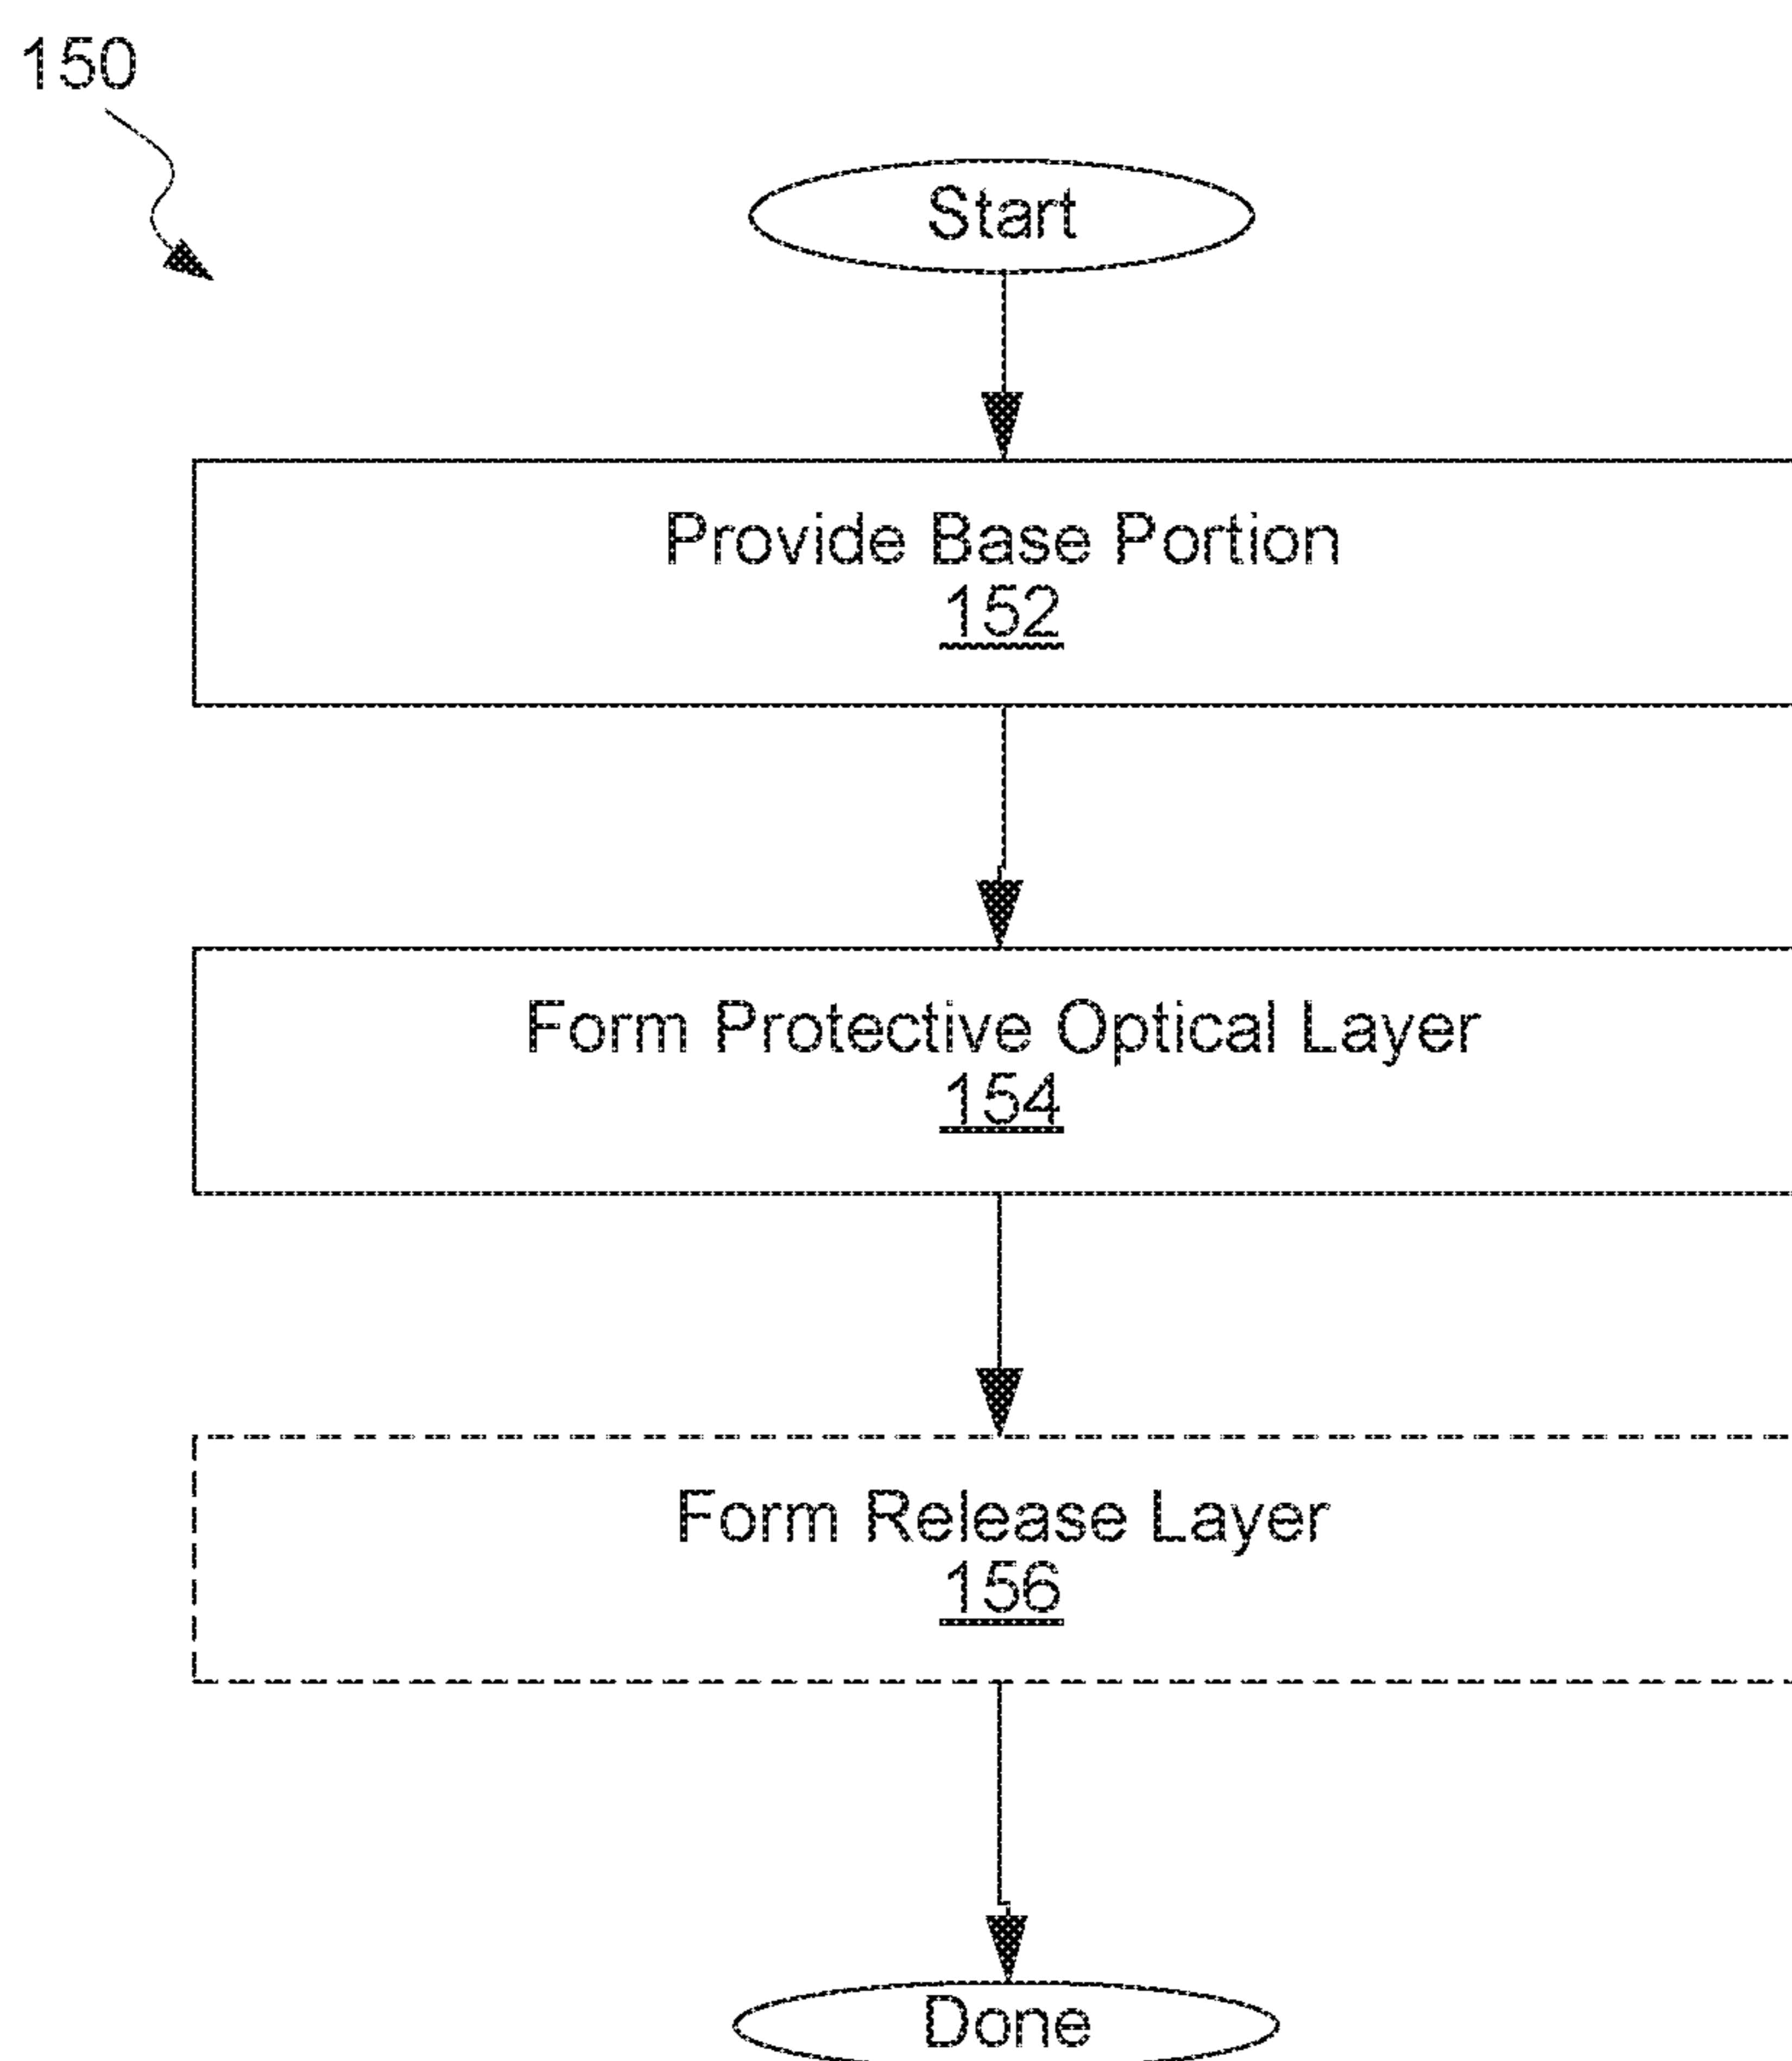 150
Start
Provide Base Portion
152
Form Protective Optical Layer
154
Form Release Layer
156
Done